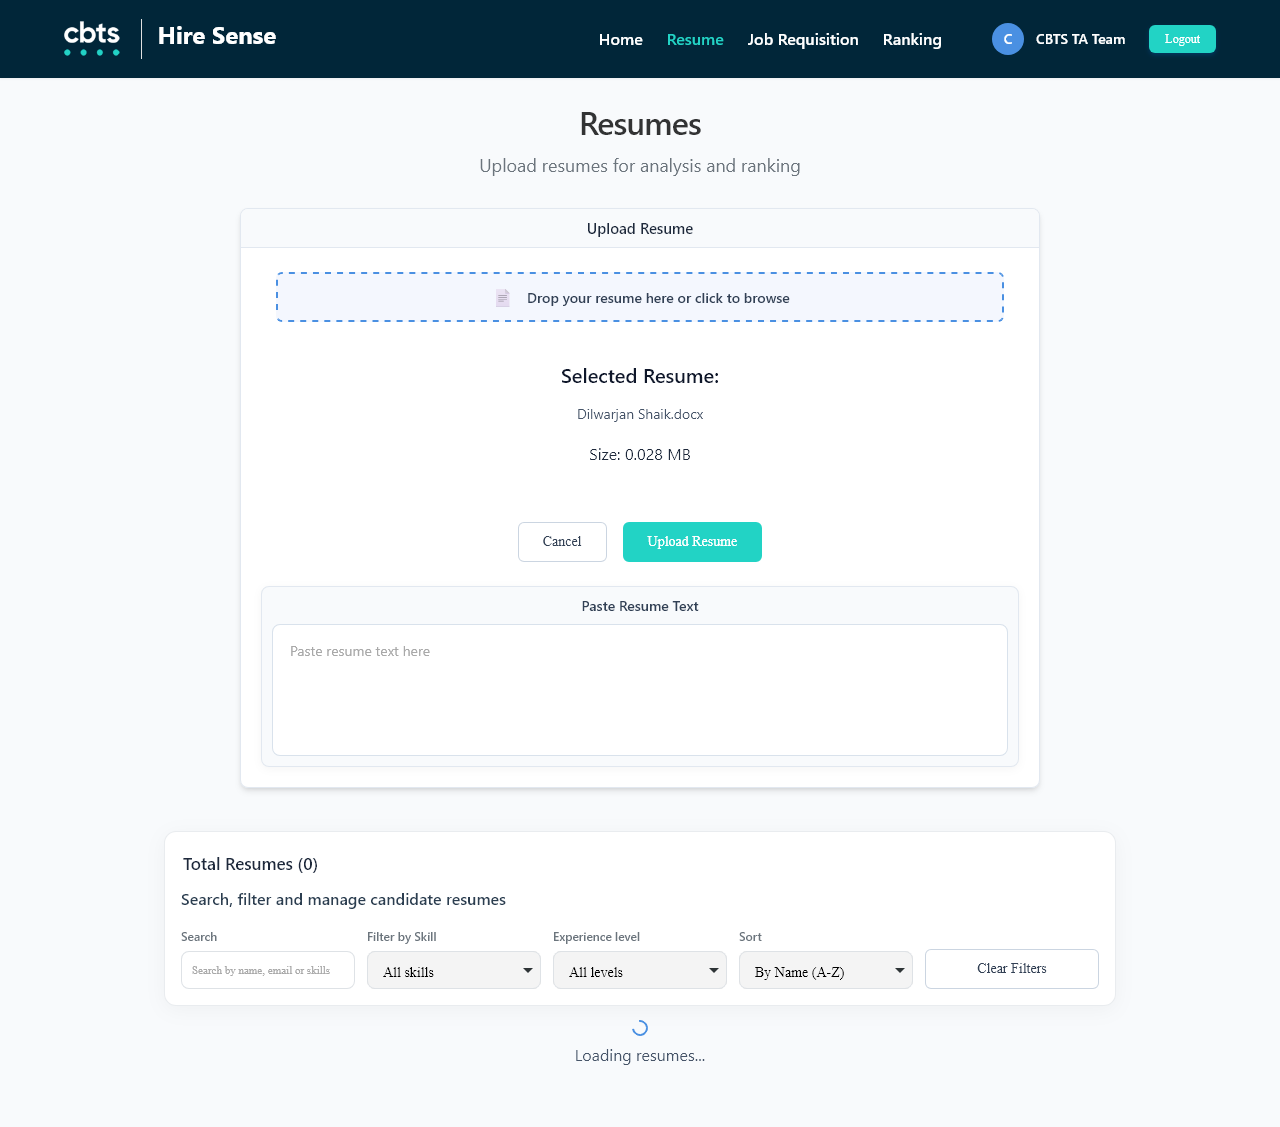 cbts
Hire Sense
Home
Resume
Job Requisition
Ranking
C
CBTS TA Team
Logout
Resumes
Upload resumes for analysis and ranking
Upload Resume
Drop your resume here or click to browse
Selected Resume:
Dilwarjan Shaik.docx
Size: 0.028 MB
Cancel
Upload Resume
Paste Resume Text
Paste resume text here
Total Resumes (0)
Search, filter and manage candidate resumes
Search
Filter by Skill
Experience level
Sort
Search by name, email or skills
All skills
All levels
By Name (A-Z)
Clear Filters
Loading resumes...